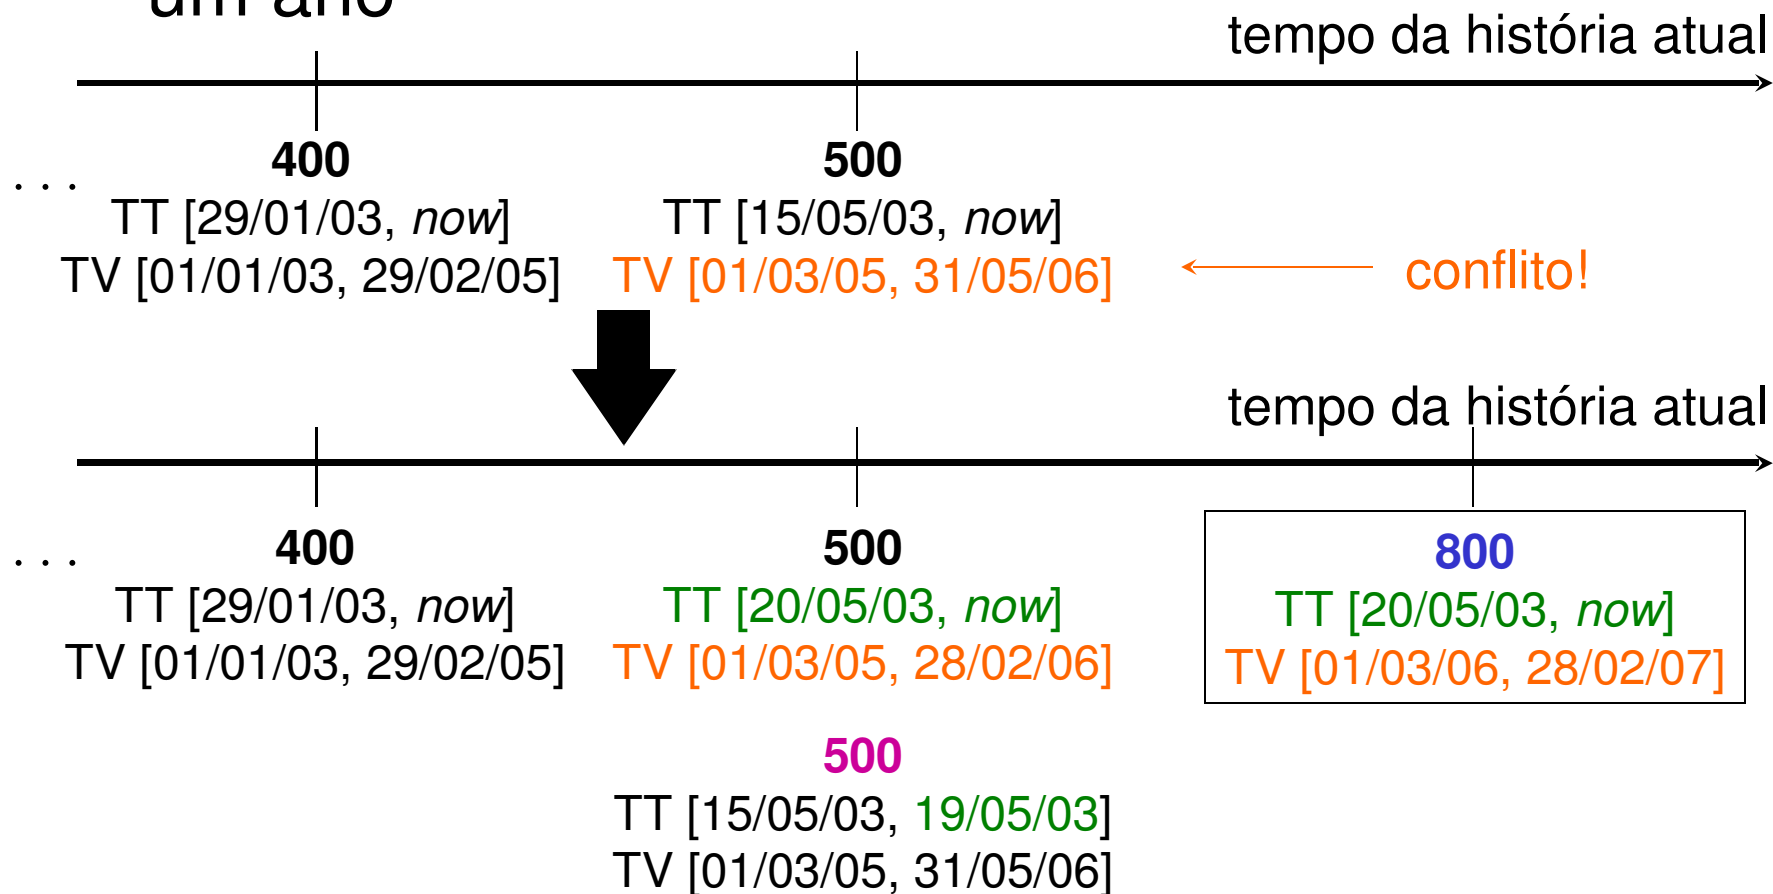 um ano
tempo da história atual
. . .
400
TT [29/01/03, now]
TV [01/01/03, 29/02/05]
500
TT [15/05/03, now]
TV [01/03/05, 31/05/06]
conflito!
tempo da história atual
. . .
400
TT [29/01/03, now]
TV [01/01/03, 29/02/05]
500
TT [20/05/03, now]
TV [01/03/05, 28/02/06]
800
TT [20/05/03, now]
TV [01/03/06, 28/02/07]
500
TT [15/05/03, 19/05/03]
TV [01/03/05, 31/05/06]